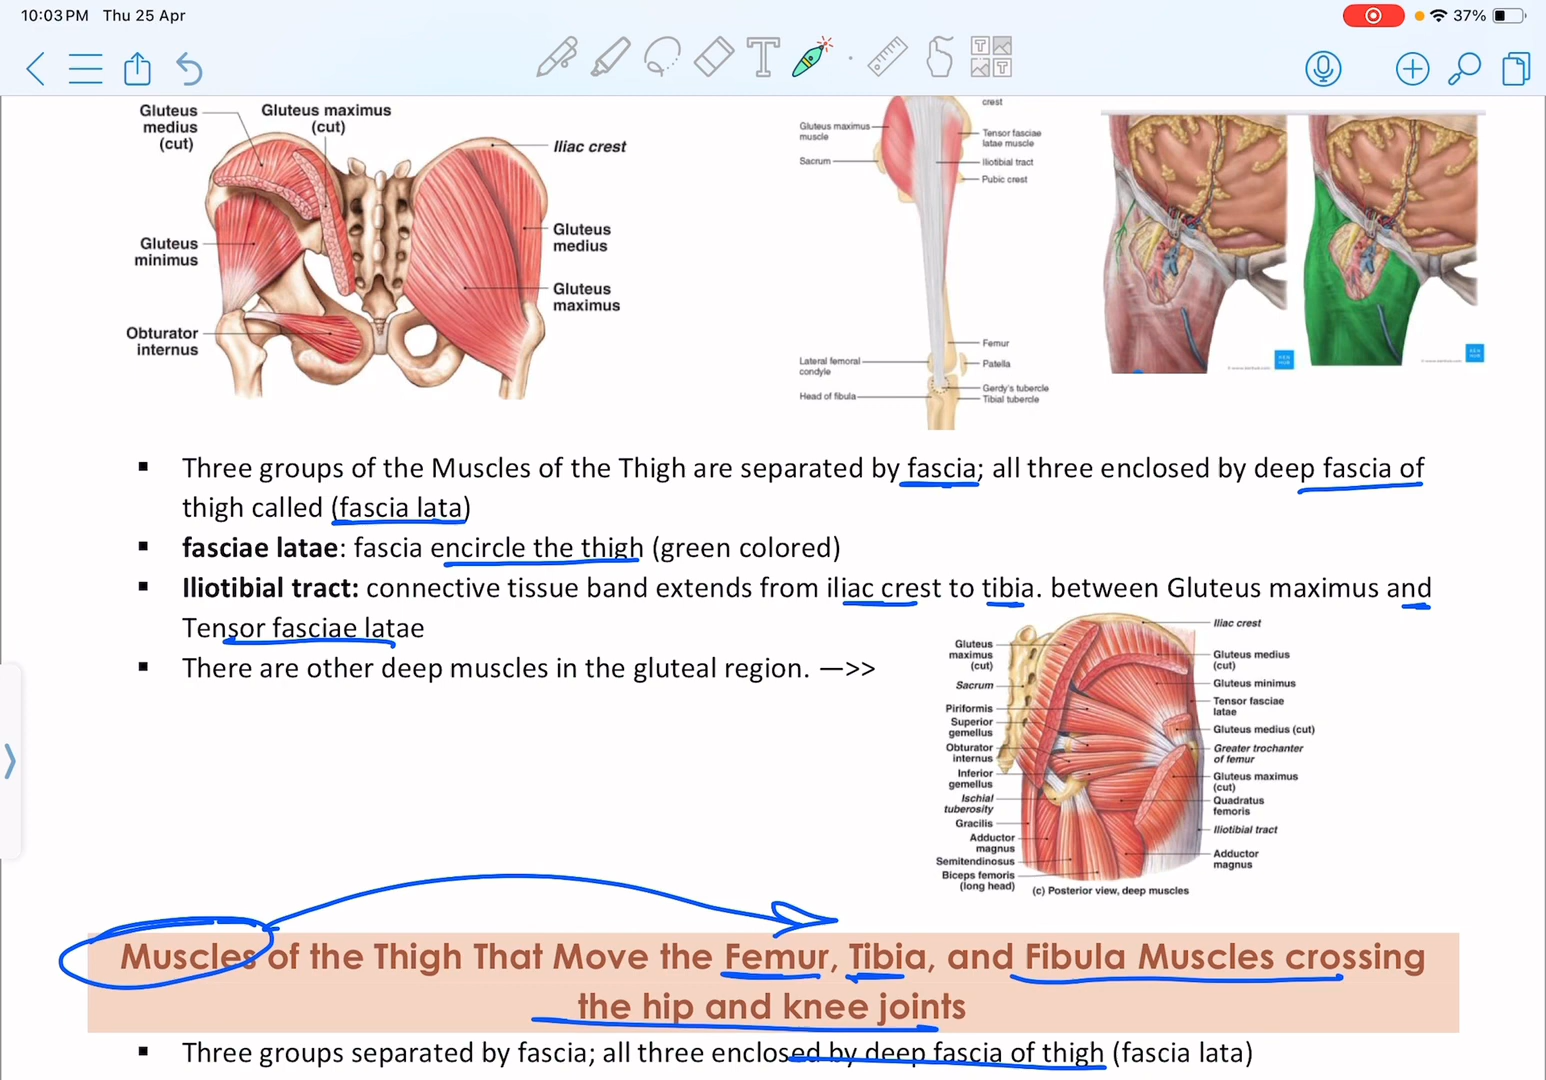 10:03 PM Thu 25 Apr
37%
Gluteus
medius
(cut)
Gluteus maximus
(cut)
Iliac crest
Gluteus
minimus
Gluteus
medius
Gluteus
maximus
Obturator
internus
crest
Gluteus maximus
muscle
Tensor fasciae
latae muscle
Sacrum
Iliotibial tract
Pubic crest
Femur
Lateral femoral
condyle
Patella
Head of fibula
Gerdy's tubercle
Tibial tubercle
KEN
HUB
© www.kenhub.com
KEN
HUB
© www.kenhub.com
▪ Three groups of the Muscles of the Thigh are separated by fascia; all three enclosed by deep fascia of
thigh called (fascia lata)
▪ fasciae latae: fascia encircle the thigh (green colored)
▪ Iliotibial tract: connective tissue band extends from iliac crest to tibia. between Gluteus maximus and
Tensor fasciae latae
▪ There are other deep muscles in the gluteal region. —>>
Gluteus
maximus
(cut)
Sacrum
Piriformis
Superior
gemellus
Obturator
internus
Inferior
gemellus
Ischial
tuberosity
Gracilis
Adductor
magnus
Semitendinosus
Biceps femoris
(long head)
Iliac crest
Gluteus medius
(cut)
Gluteus minimus
Tensor fasciae
latae
Gluteus medius (cut)
Greater trochanter
of femur
Gluteus maximus
(cut)
Quadratus
femoris
Iliotibial tract
Adductor
magnus
(c) Posterior view, deep muscles
Muscles of the Thigh That Move the Femur, Tibia, and Fibula Muscles crossing
the hip and knee joints
▪ Three groups separated by fascia; all three enclosed by deep fascia of thigh (fascia lata)